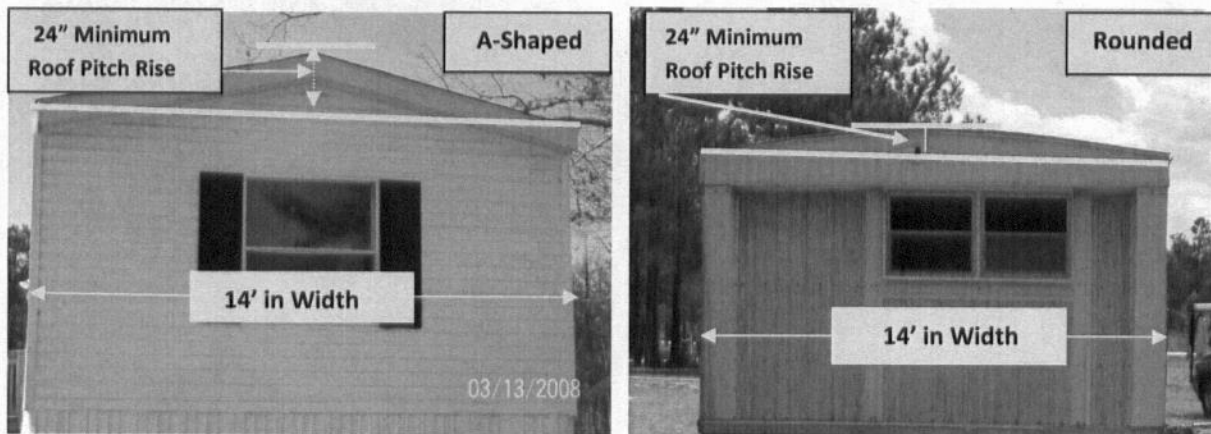 24” Minimum
Roof Pitch Rise
A-Shaped
14’ in Width
03/13/2008
24” Minimum
Roof Pitch Rise
Rounded
14’ in Width